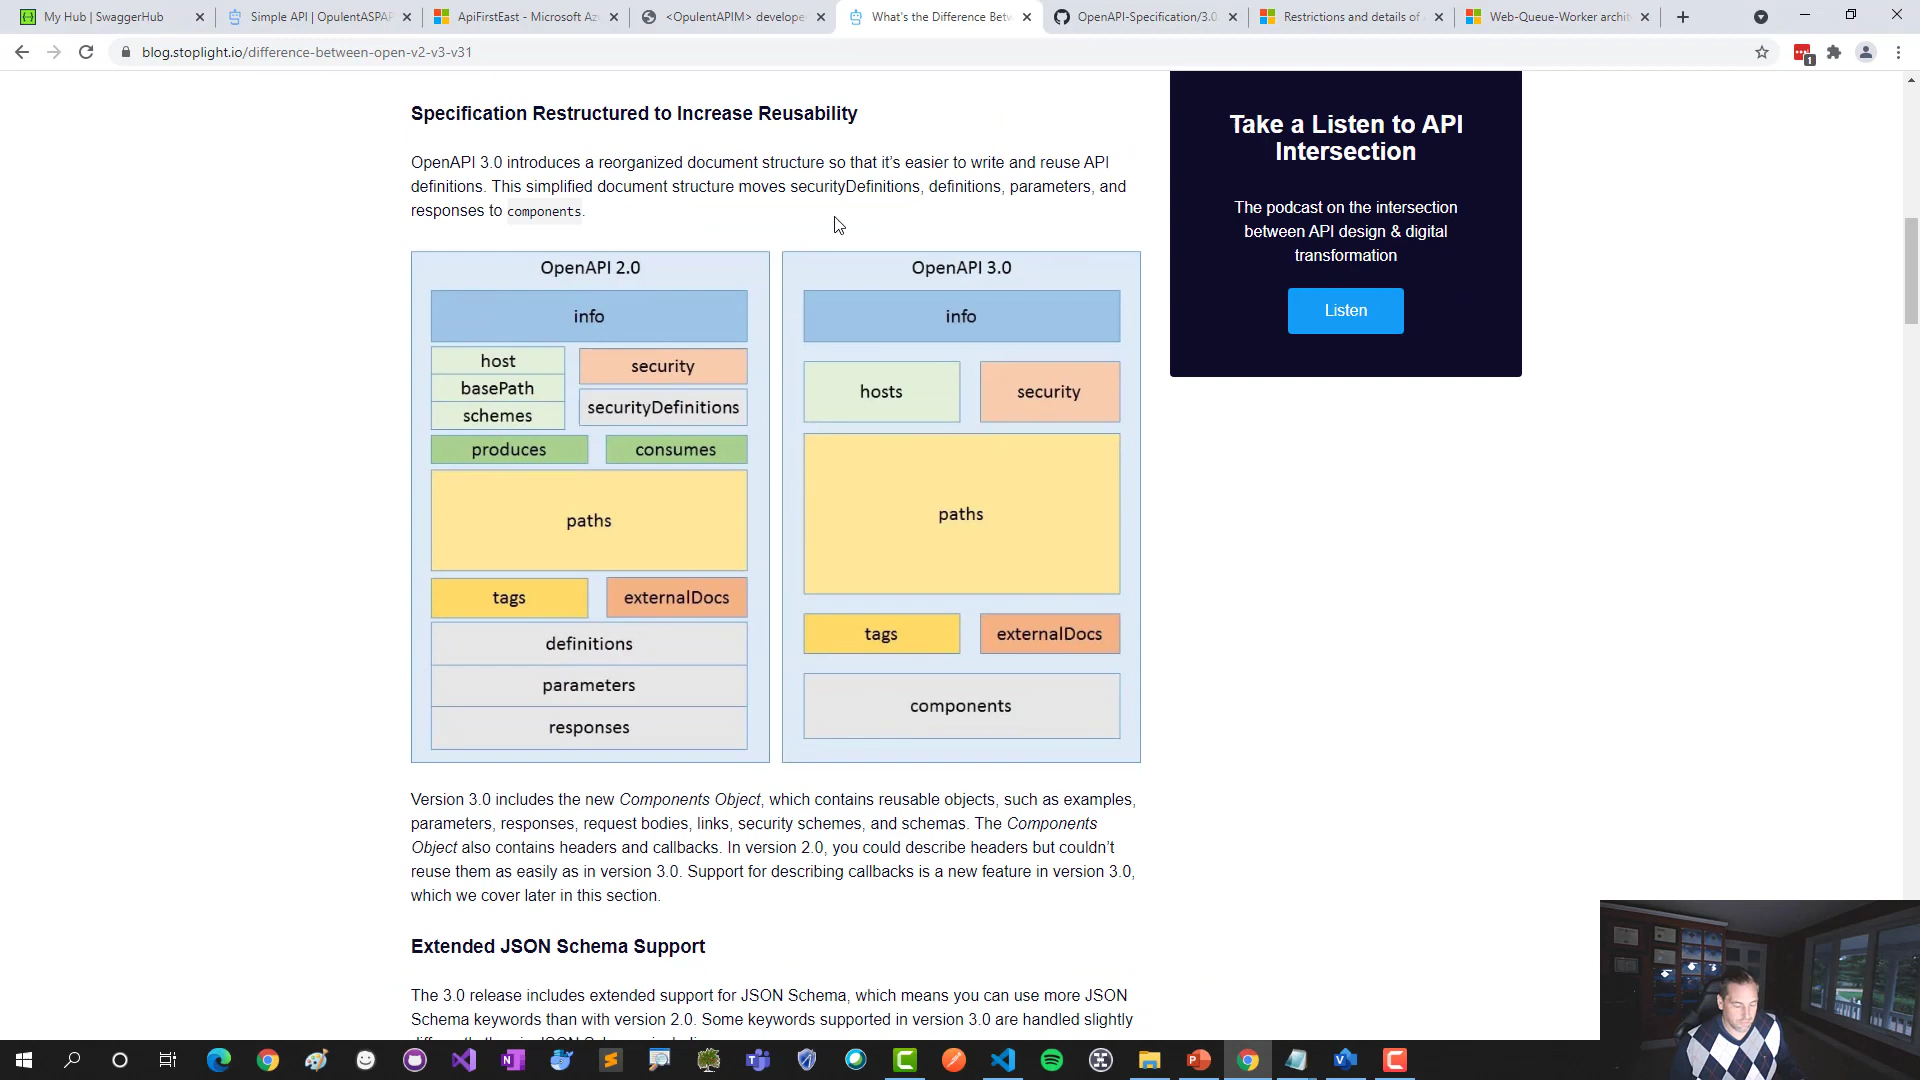 My Hub | SwaggerHub
Simple API | OpulentASPAP
ApiFirstEast - Microsoft Az
<OpulentAPIM> develope
What's the Difference Betw
OpenAPI-Specification/3.0.
Restrictions and details of A
Web-Queue-Worker archit
blog.stoplight.io/difference-between-open-v2-v3-v31
1
Specification Restructured to Increase Reusability
OpenAPI 3.0 introduces a reorganized document structure so that it's easier to write and reuse API
definitions. This simplified document structure moves securityDefinitions, definitions, parameters, and
responses to components.
OpenAPI 2.0
info
host
basePath
schemes
security
securityDefinitions
produces
consumes
paths
tags
externalDocs
definitions
parameters
responses
OpenAPI 3.0
info
hosts
security
paths
tags
externalDocs
components
Version 3.0 includes the new Components Object, which contains reusable objects, such as examples,
parameters, responses, request bodies, links, security schemes, and schemas. The Components
Object also contains headers and callbacks. In version 2.0, you could describe headers but couldn't
reuse them as easily as in version 3.0. Support for describing callbacks is a new feature in version 3.0,
which we cover later in this section.
Extended JSON Schema Support
The 3.0 release includes extended support for JSON Schema, which means you can use more JSON
Schema keywords than with version 2.0. Some keywords supported in version 3.0 are handled slightly
Take a Listen to API
Intersection
The podcast on the intersection
between API design & digital
transformation
Listen